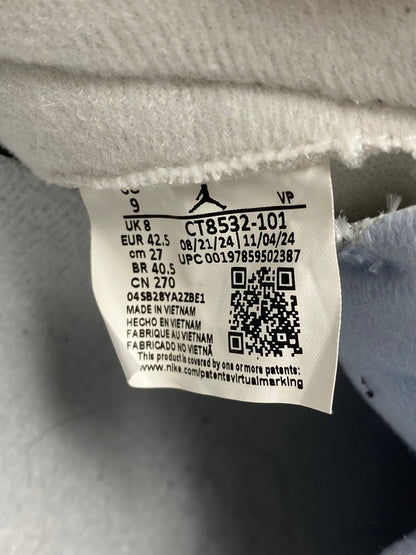 9
VP
UK 8
CT8532-101
EUR 42.5
08/21/24 11/04/24
cm 27
UPC 00197859502387
BR 40.5
CN 270
04SB28YA2ZBE1
MADE IN VIETNAM
HECHO EN VIETNAM
FABRIQUÉ AU VIETNAM
FABRICADO NO VIETNÃ
This product is covered by one or more patents:
www.nike.com/patentsvirtualmarking